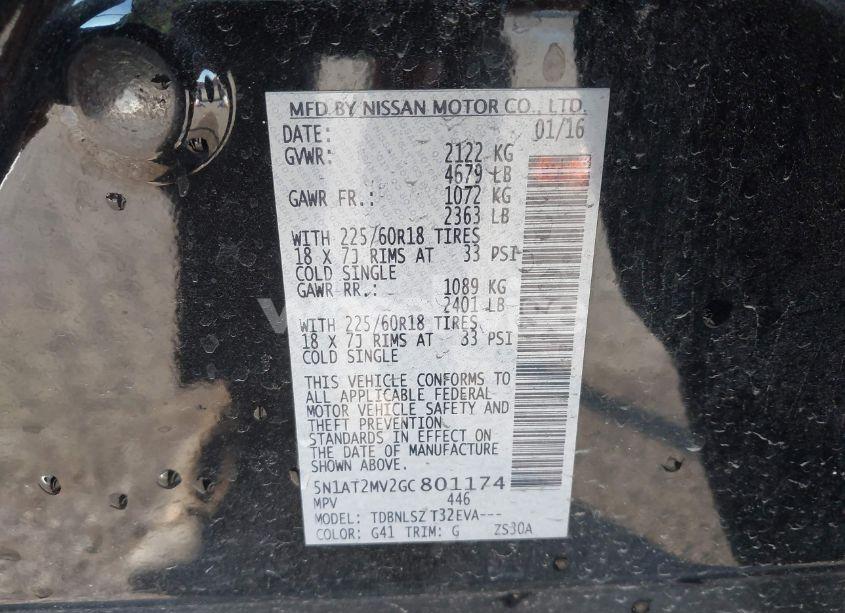 MFD BY NISSAN MOTOR CO., LTD.
DATE: 01/16
GVWR: 2122 KG
4679 LB
GAWR FR.: 1072 KG
2363 LB
WITH 225/60R18 TIRES
18 X 7J RIMS AT 33 PSI
COLD SINGLE
GAWR RR.: 1089 KG
2401 LB
WITH 225/60R18 TIRES
18 X 7J RIMS AT 33 PSI
COLD SINGLE
THIS VEHICLE CONFORMS TO
ALL APPLICABLE FEDERAL
MOTOR VEHICLE SAFETY AND
THEFT PREVENTION
STANDARDS IN EFFECT ON
THE DATE OF MANUFACTURE
SHOWN ABOVE.
5N1AT2MV2GC801174
MPV 446
MODEL: TDBNLSZ T32EVA---
COLOR: G41 TRIM: G ZS30A